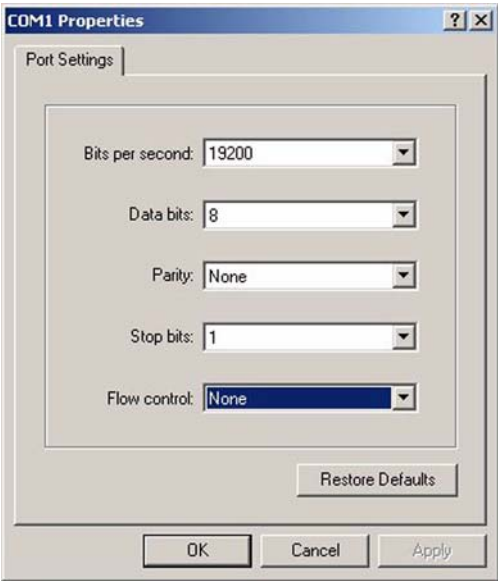 COM1 Properties
Port Settings
Bits per second: 19200
Data bits: 8
Parity: None
Stop bits: 1
Flow control: None
Restore Defaults
OK Cancel Apply